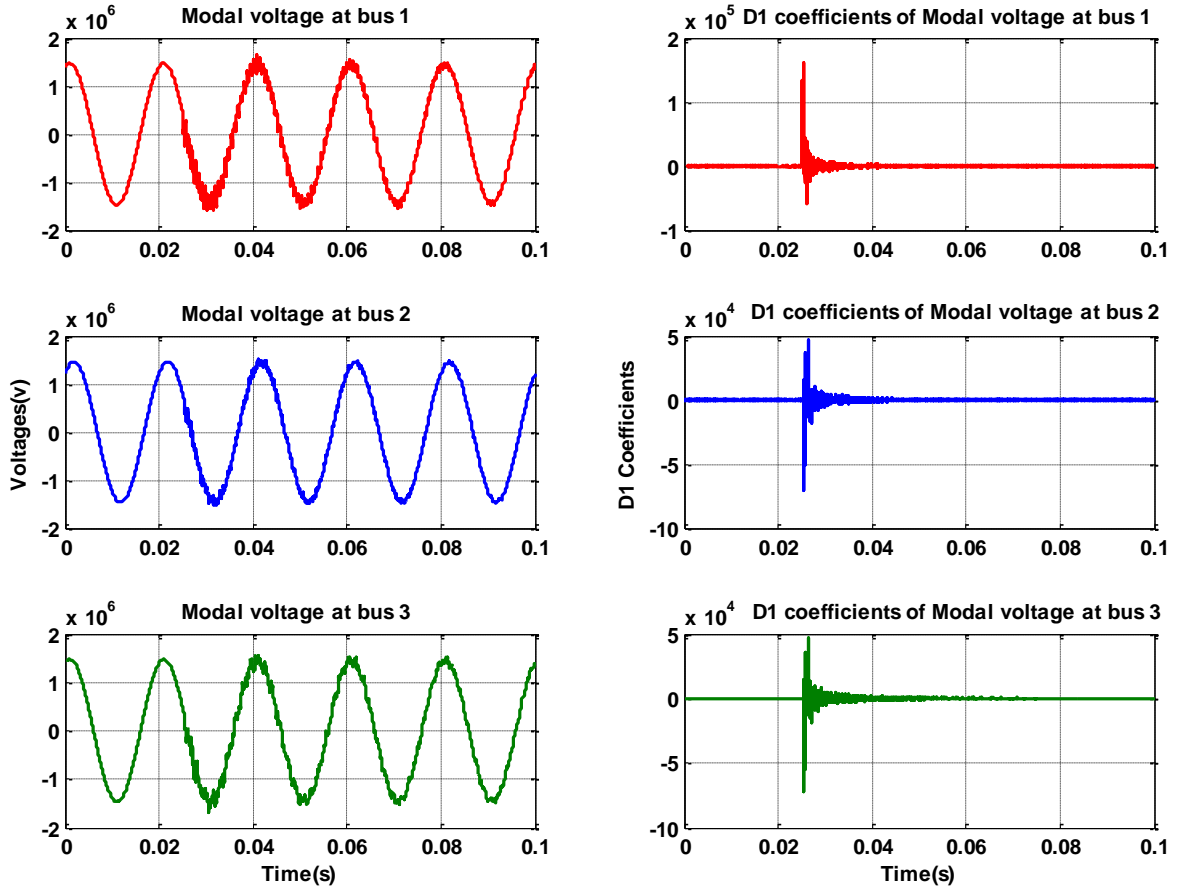 x 10^6 Modal voltage at bus 1
2
1
0
-1
-2
0 0.02 0.04 0.06 0.08 0.1
x 10^5 D1 coefficients of Modal voltage at bus 1
2
1
0
-1
0 0.02 0.04 0.06 0.08 0.1
x 10^6 Modal voltage at bus 2
2
1
0
-1
-2
0 0.02 0.04 0.06 0.08 0.1
Voltages(v)
x 10^4 D1 coefficients of Modal voltage at bus 2
5
0
-5
-10
0 0.02 0.04 0.06 0.08 0.1
D1 Coefficients
x 10^6 Modal voltage at bus 3
2
1
0
-1
-2
0 0.02 0.04 0.06 0.08 0.1
Time(s)
x 10^4 D1 coefficients of Modal voltage at bus 3
5
0
-5
-10
0 0.02 0.04 0.06 0.08 0.1
Time(s)